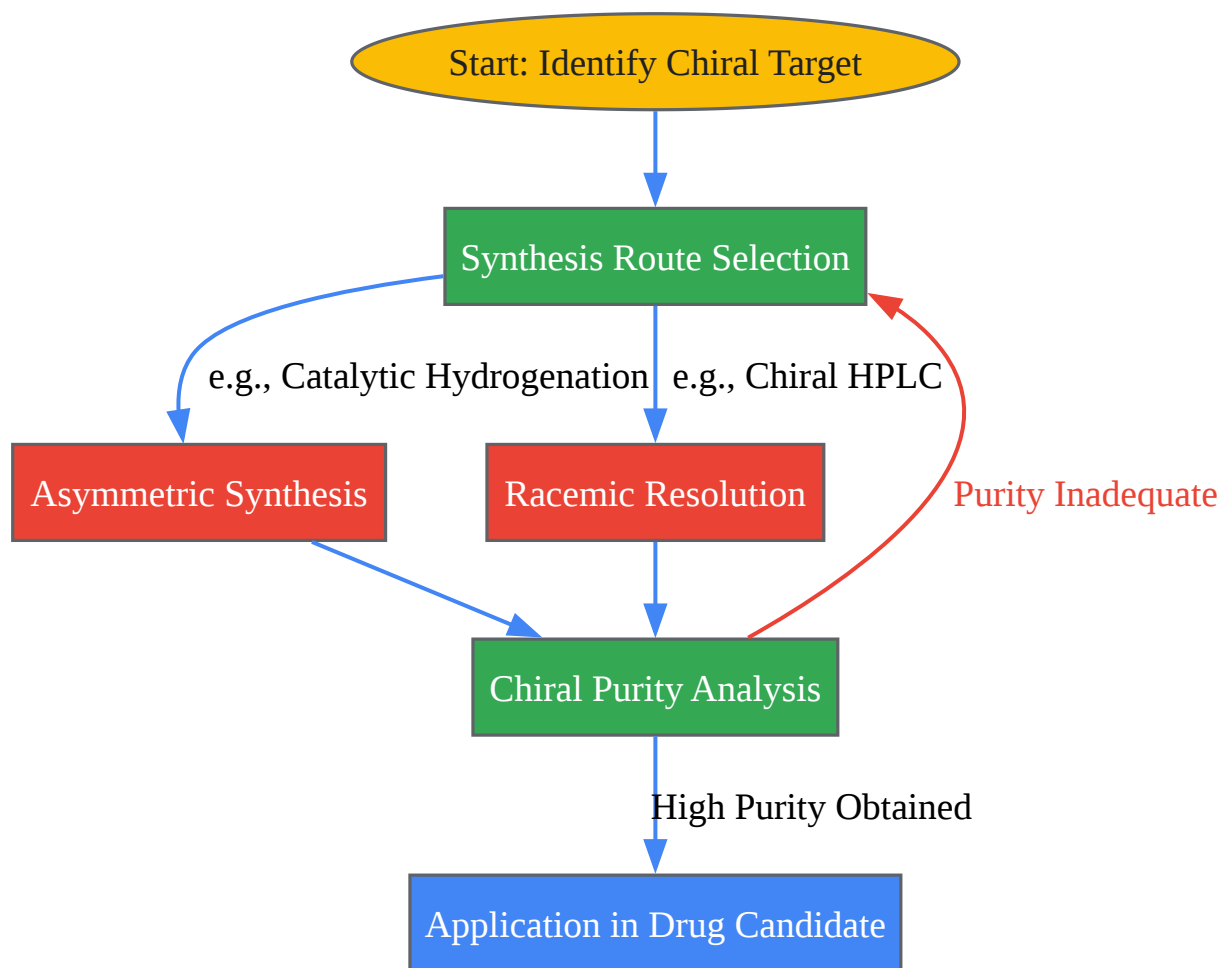 Start: Identify Chiral Target
Synthesis Route Selection
e.g., Catalytic Hydrogenation
e.g., Chiral HPLC
Asymmetric Synthesis
Racemic Resolution
Purity Inadequate
Chiral Purity Analysis
High Purity Obtained
Application in Drug Candidate